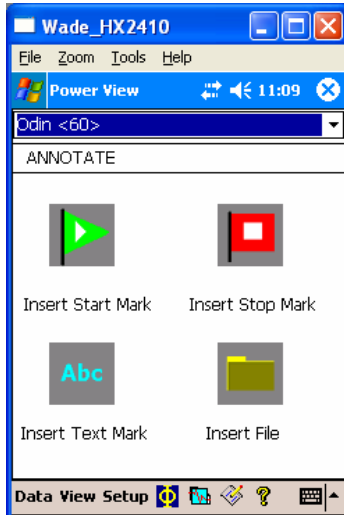 Wade_HX2410
File Zoom Tools Help
Power View 11:09
Odin <60>
ANNOTATE
Insert Start Mark Insert Stop Mark
Abc
Insert Text Mark Insert File
Data View Setup